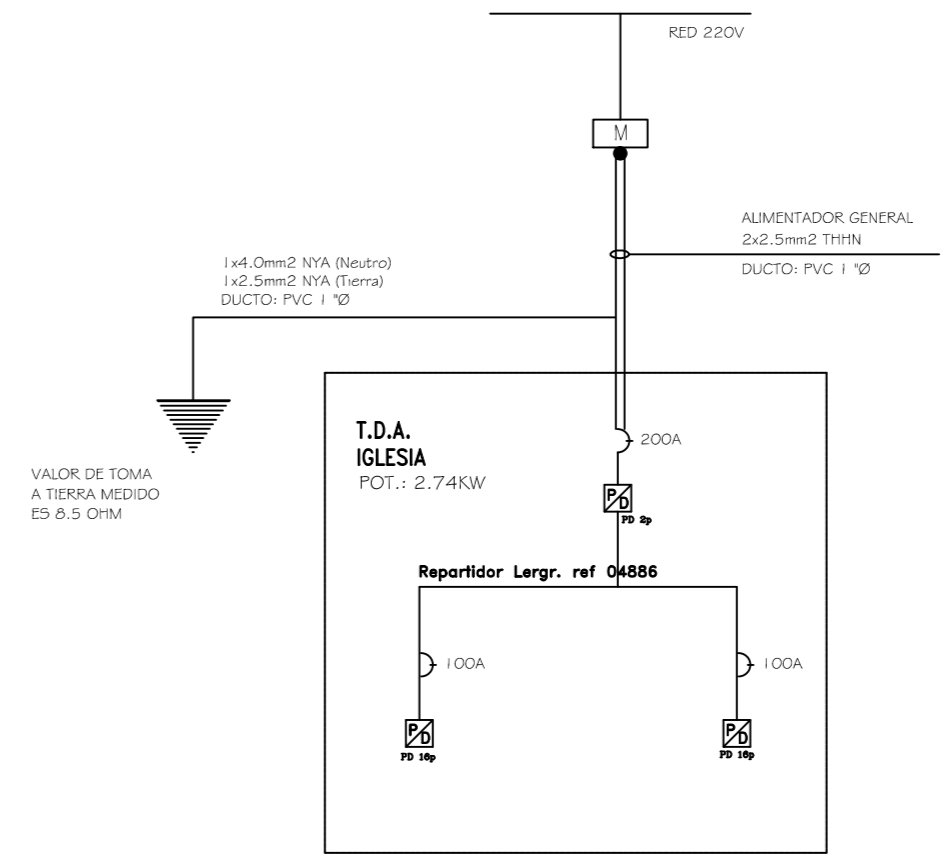 RED 220V
M
ALIMENTADOR GENERAL
2x2.5mm2 THHN
DUCTO: PVC 1 "Ø
1x4.0mm2 NYA (Neutro)
1x2.5mm2 NYA (Tierra)
DUCTO: PVC 1 "Ø
VALOR DE TOMA
A TIERRA MEDIDO
ES 8.5 OHM
T.D.A.
IGLESIA
POT.: 2.74KW
200A
P/D
PD 2p
Repartidor Lergr. ref 04886
100A
100A
P/D
PD 16p
P/D
PD 16p